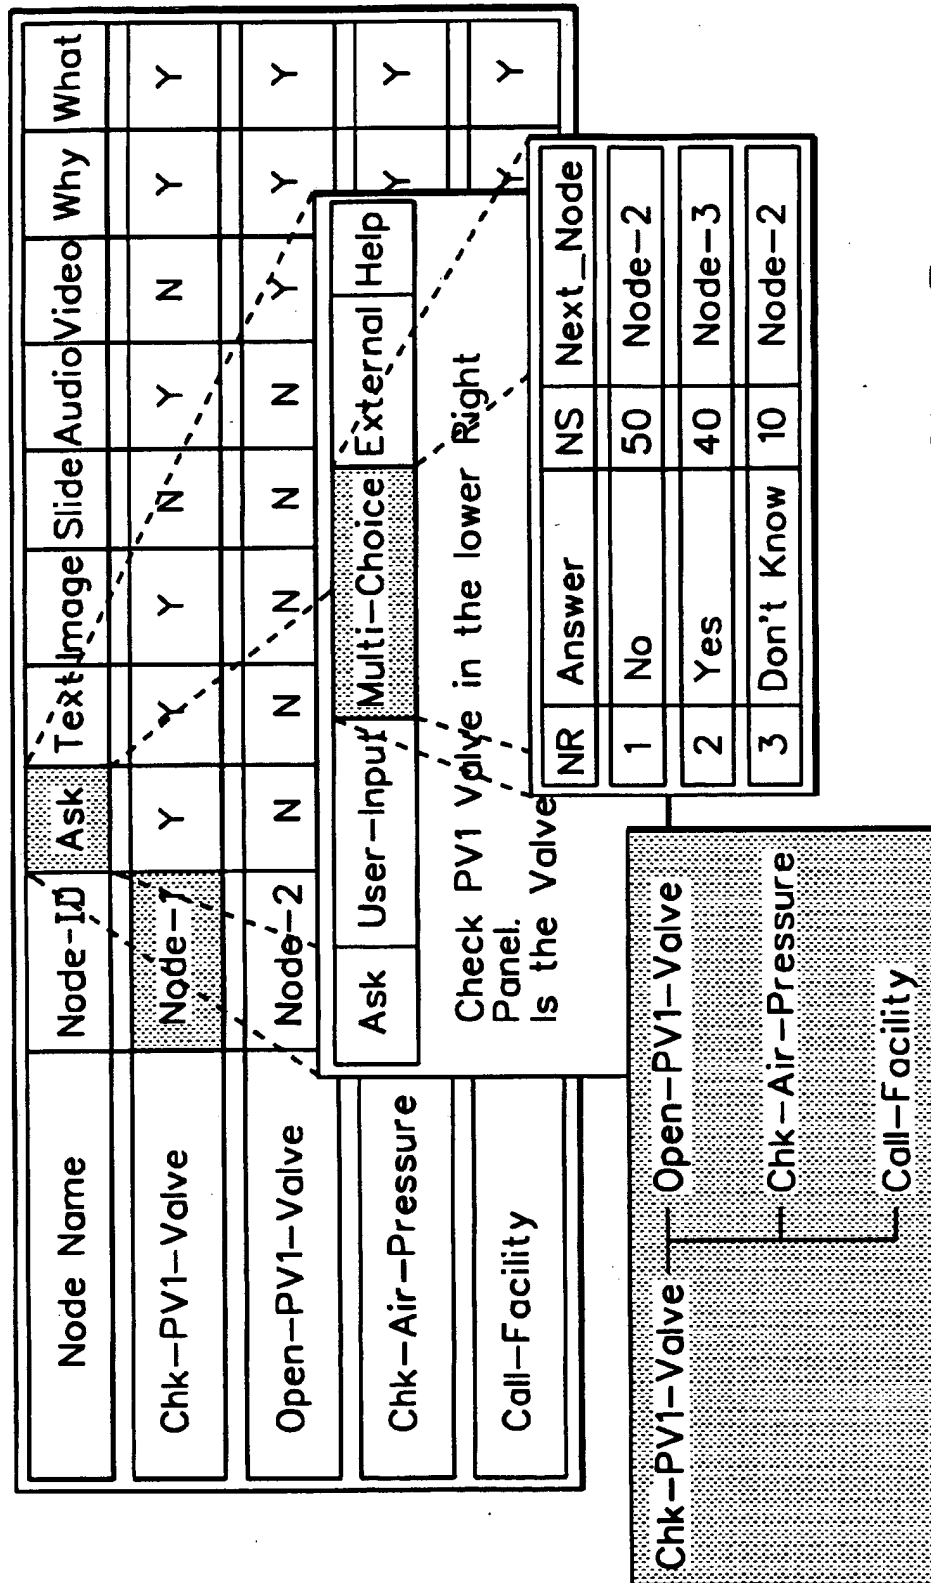 Node Name Node-ID Ask Text Image Slide Audio Video Why What
Chk-PV1-Valve Node-1 Y Y Y N Y N Y Y
Open-PV1-Valve Node-2 N N N N N Y Y Y
Chk-Air-Pressure Y Y
Call-Facility Y Y
Ask User-Input Multi-Choice External Help
Check PV1 Valve in the lower Right
Panel.
Is the Valve
NR Answer NS Next_Node
1 No 50 Node-2
2 Yes 40 Node-3
3 Don't Know 10 Node-2
Chk-PV1-Valve Open-PV1-Valve
Chk-Air-Pressure
Call-Facility